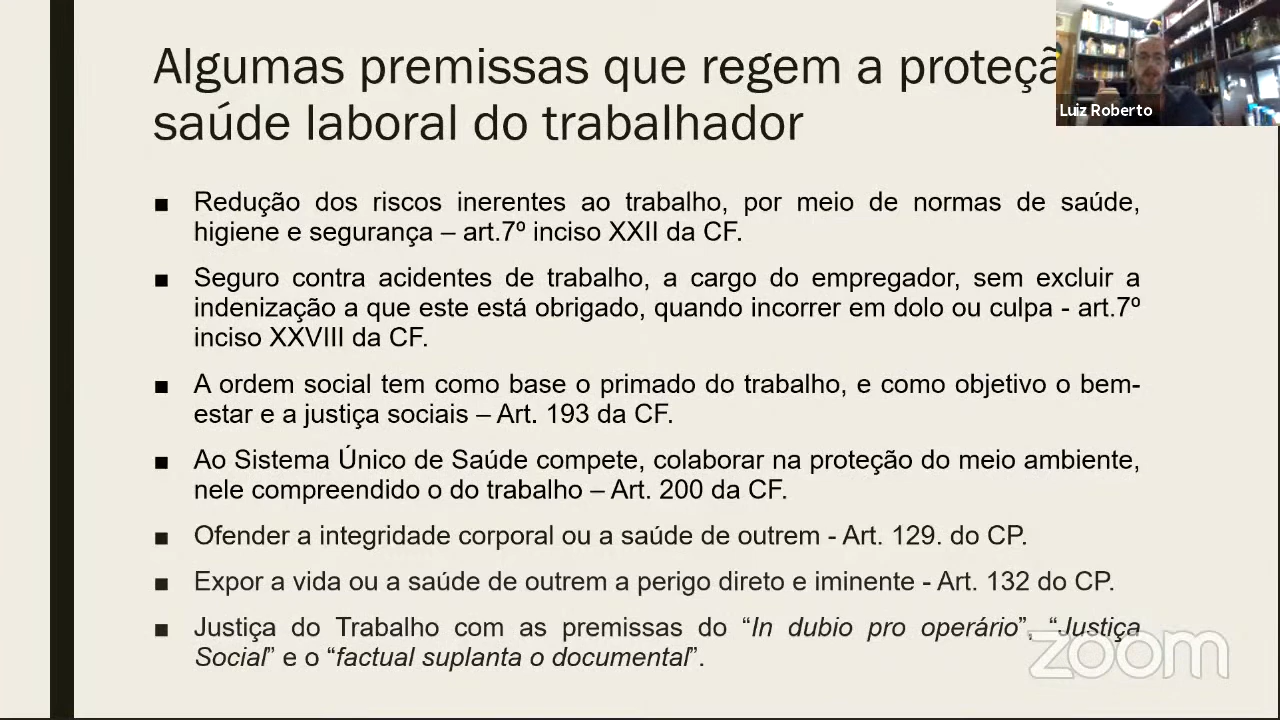 Algumas premissas que regem a proteçã
saúde laboral do trabalhador
Luiz Roberto
■ Redução dos riscos inerentes ao trabalho, por meio de normas de saúde,
higiene e segurança – art.7º inciso XXII da CF.
■ Seguro contra acidentes de trabalho, a cargo do empregador, sem excluir a
indenização a que este está obrigado, quando incorrer em dolo ou culpa - art.7º
inciso XXVIII da CF.
■ A ordem social tem como base o primado do trabalho, e como objetivo o bem-
estar e a justiça sociais – Art. 193 da CF.
■ Ao Sistema Único de Saúde compete, colaborar na proteção do meio ambiente,
nele compreendido o do trabalho – Art. 200 da CF.
■ Ofender a integridade corporal ou a saúde de outrem - Art. 129. do CP.
■ Expor a vida ou a saúde de outrem a perigo direto e iminente - Art. 132 do CP.
■ Justiça do Trabalho com as premissas do “In dubio pro operário”, “Justiça
Social” e o “factual suplanta o documental”.
zoom